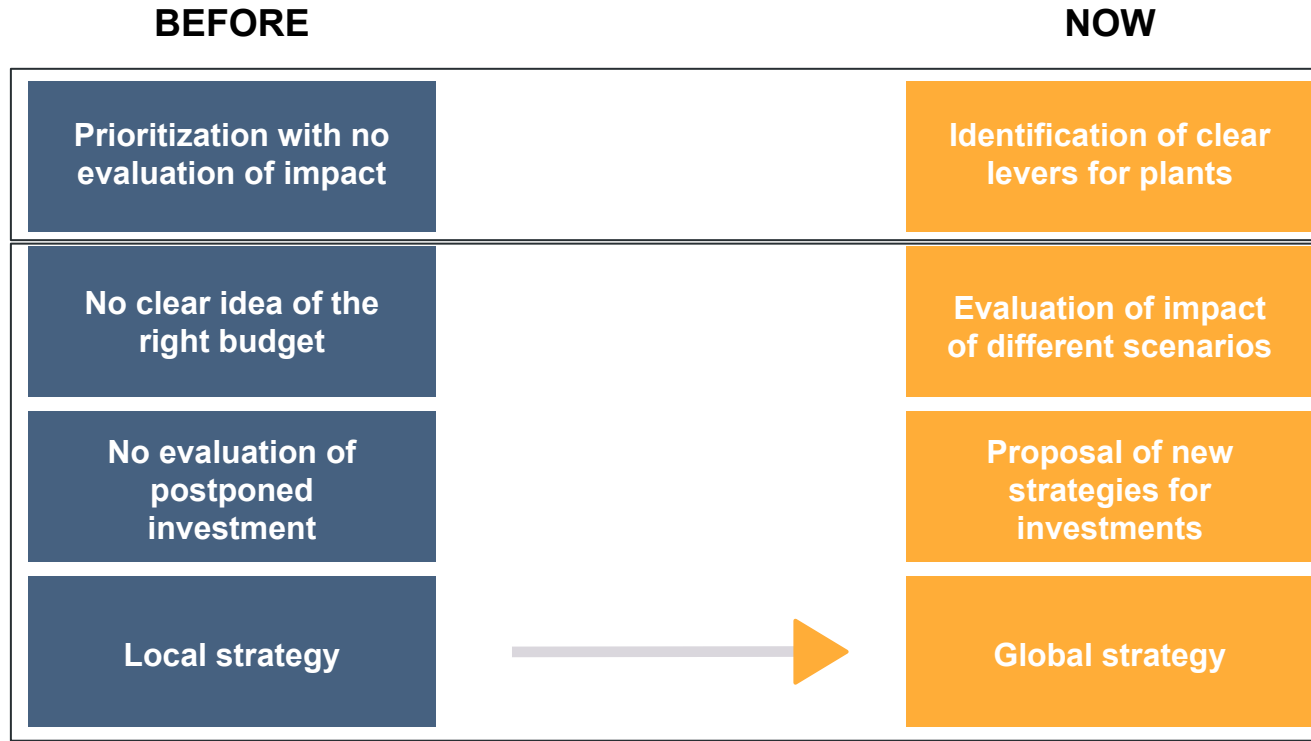 BEFORE
NOW
Prioritization with no
evaluation of impact
Identification of clear
levers for plants
No clear idea of the
right budget
Evaluation of impact
of different scenarios
No evaluation of
postponed
investment
Proposal of new
strategies for
investments
Local strategy
Global strategy